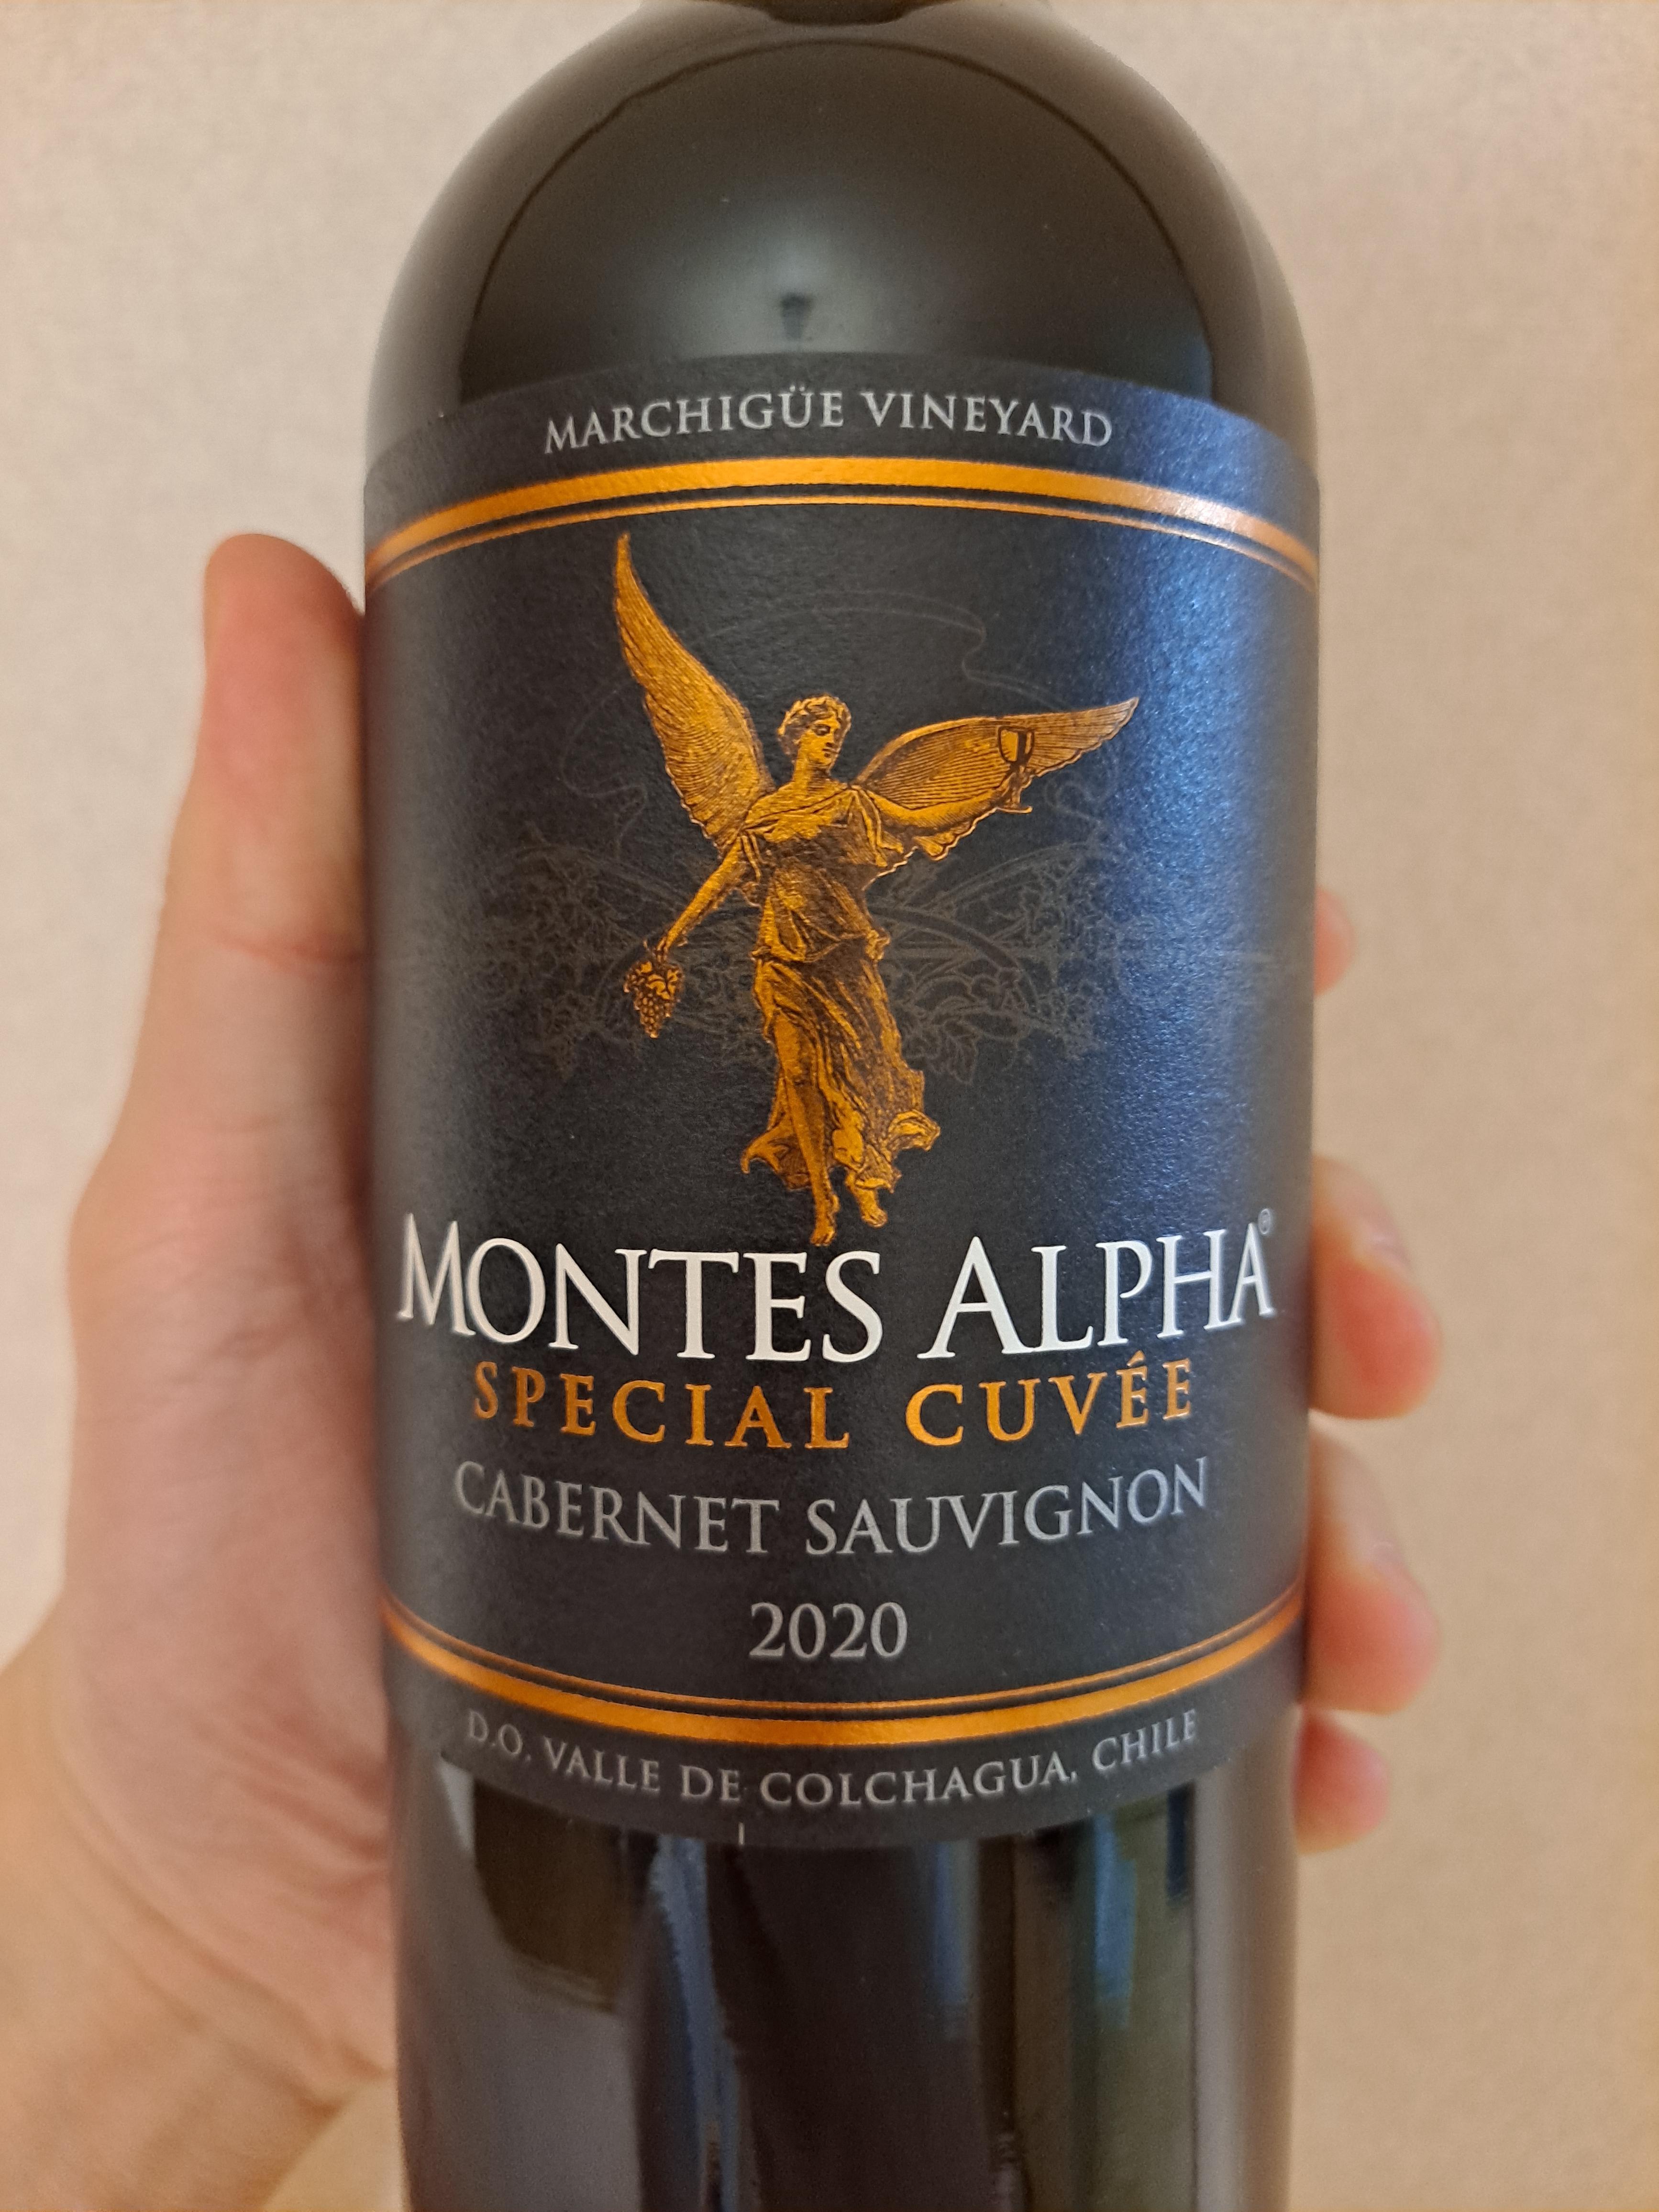 MARCHIGÜE VINEYARD
MONTES ALPHA®
SPECIAL CUVÉE
CABERNET SAUVIGNON
2020
D.O. VALLE DE COLCHAGUA, CHILE